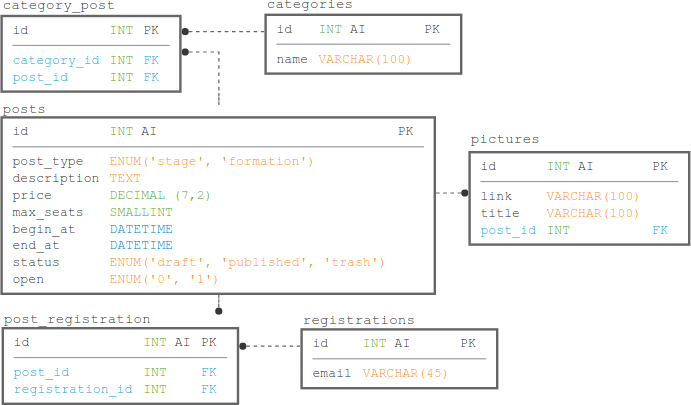 category_post
id INT PK
category_id INT FK
post_id INT FK
categories
id INT AI PK
name VARCHAR(100)
posts
id INT AI PK
post_type ENUM('stage', 'formation')
description TEXT
price DECIMAL (7,2)
max_seats SMALLINT
begin_at DATETIME
end_at DATETIME
status ENUM('draft', 'published', 'trash')
open ENUM('0', '1')
pictures
id INT AI PK
link VARCHAR(100)
title VARCHAR(100)
post_id INT FK
post_registration
id INT AI PK
post_id INT FK
registration_id INT FK
registrations
id INT AI PK
email VARCHAR(45)